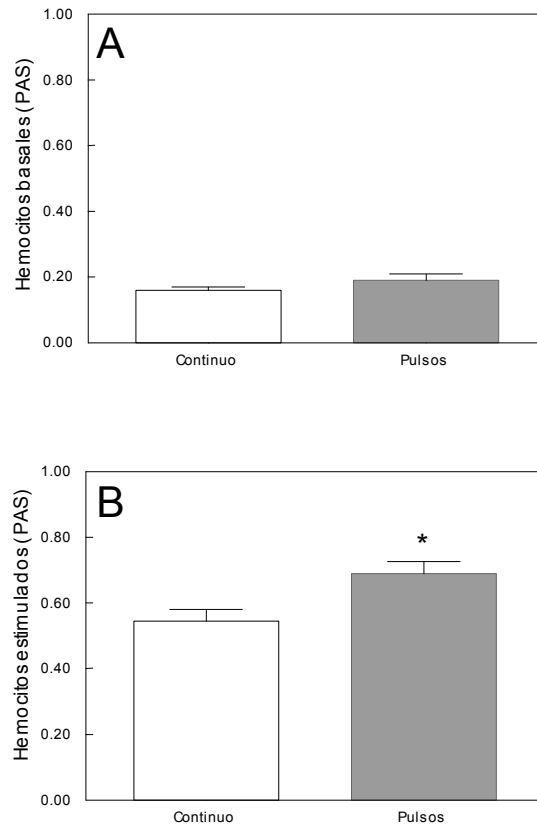 A
Hemocitos basales (PAS)
1.00
0.80
0.60
0.40
0.20
0.00
Continuo
Pulsos
B
Hemocitos estimulados (PAS)
1.00
0.80
0.60
0.40
0.20
0.00
*
Continuo
Pulsos